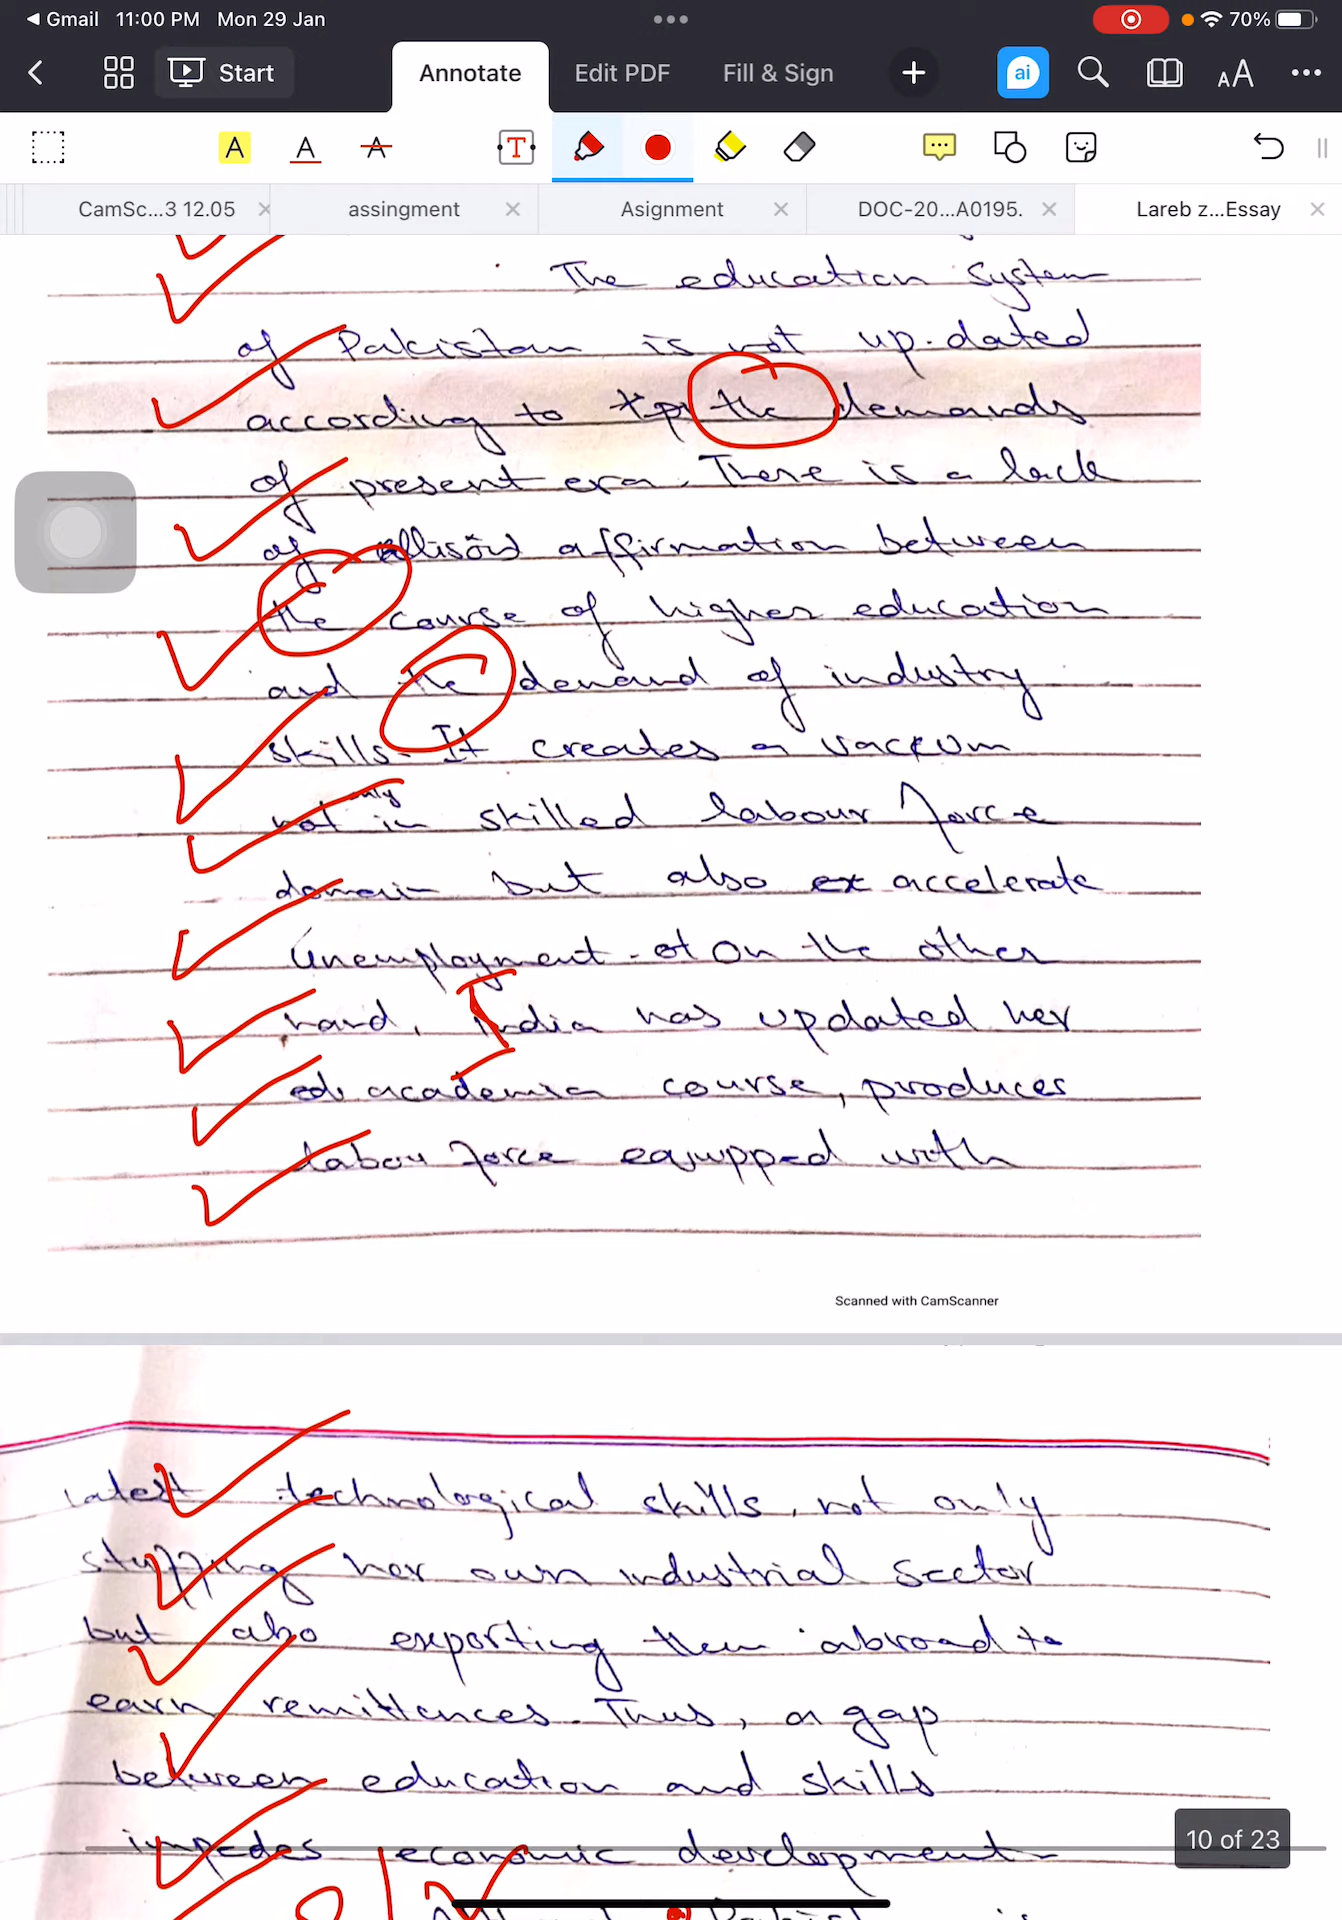 Gmail 11:00 PM Mon 29 Jan 70%
Start Annotate Edit PDF Fill & Sign ai AA
A A A T
CamSc...3 12.05 assingment Asignment DOC-20...A0195. Lareb z...Essay
The education system
of Pakistan is not up.dated
according to the demands
of present era. There is a lack
of affirmation between
the course of higher education
and the demand of industry
skills. It creates a
not only in skilled labour force
domain but also ex accelerate
unemployment. On the other
hand, India has updated her
academia course, produces
labou force equipped with
Scanned with CamScanner
latest technological skills, not only
stuffing her own industrial sector
but also exporting them abroad to
earn remittances. Thus, a gap
between education and skills
impedes economic development
10 of 23